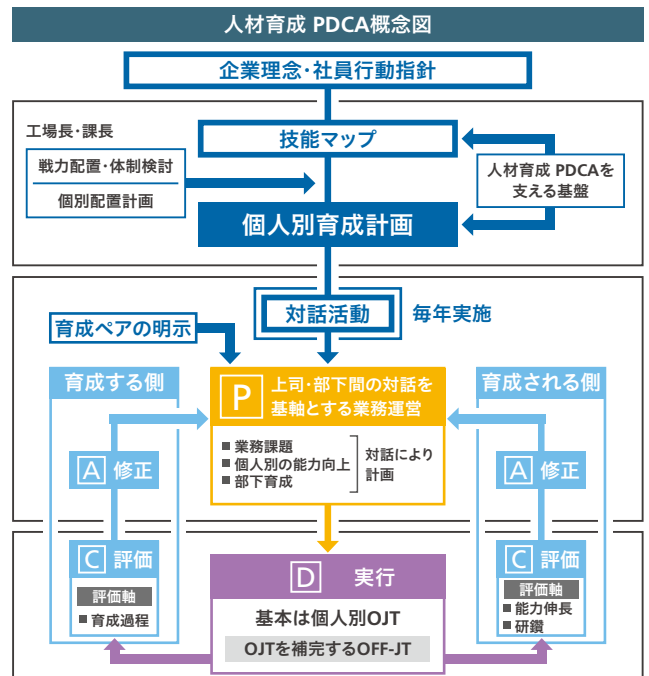 人材育成 PDCA概念図
企業理念・社員行動指針
工場長・課長
技能マップ
戦力配置・体制検討
個別配置計画
人材育成 PDCAを
支える基盤
個人別育成計画
対話活動
毎年実施
育成ペアの明示
育成する側
P
上司・部下間の対話を
基軸とする業務運営
育成される側
■ 業務課題
■ 個人別の能力向上
■ 部下育成
対話により
計画
A 修正
A 修正
C 評価
評価軸
■ 育成過程
D 実行
基本は個人別OJT
OJTを補完するOFF-JT
C 評価
評価軸
■ 能力伸長
■ 研鑽